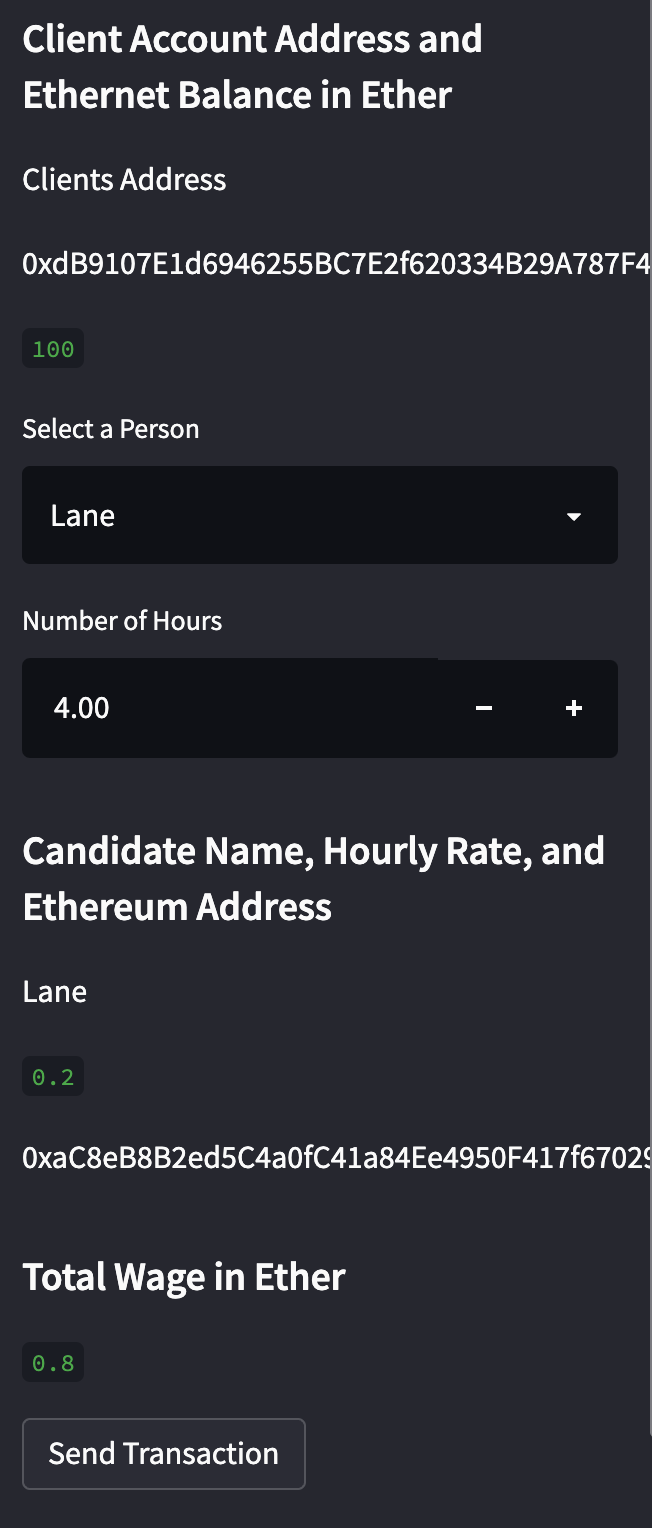 Client Account Address and
Ethernet Balance in Ether
Clients Address
0xdB9107E1d6946255BC7E2f620334B29A787F4
100
Select a Person
Lane
Number of Hours
4.00
Candidate Name, Hourly Rate, and
Ethereum Address
Lane
0.2
0xaC8eB8B2ed5C4a0fC41a84Ee4950F417f67029
Total Wage in Ether
0.8
Send Transaction